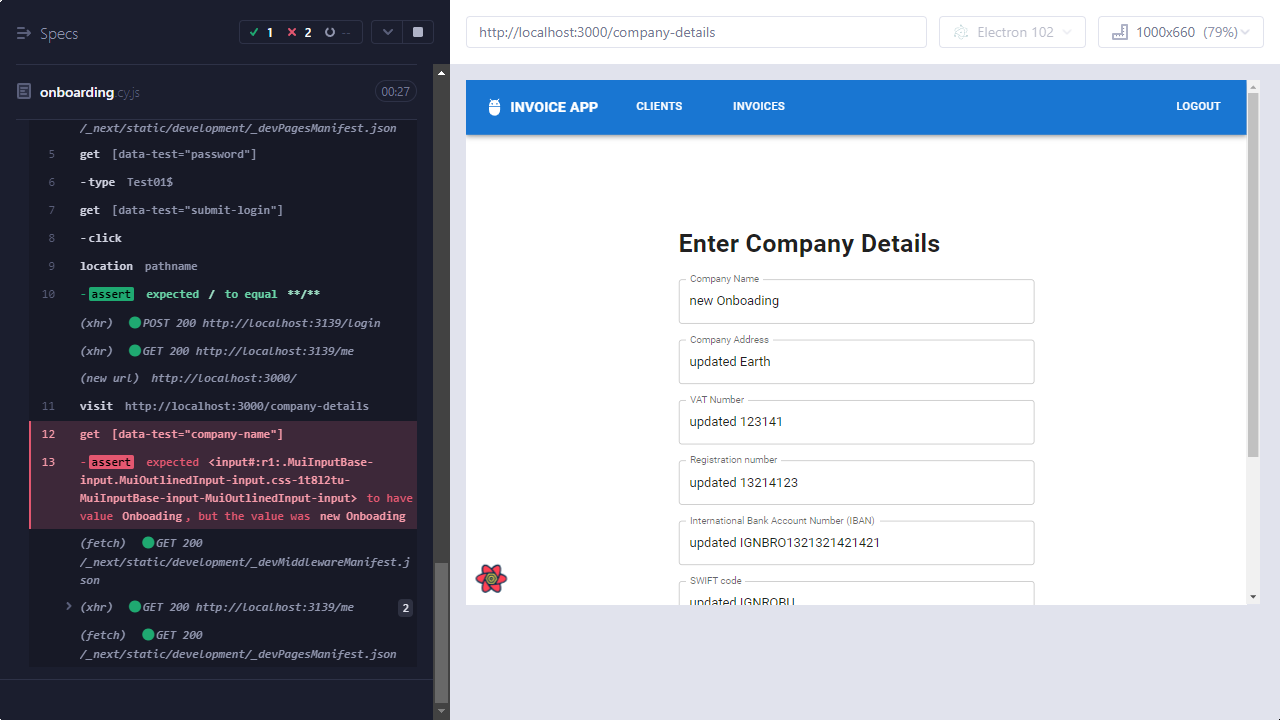 Specs
1
2
--
onboarding.cy.js
00:27
/_next/static/development/_devPagesManifest.json
5 get [data-test="password"]
6 -type Test01$
7 get [data-test="submit-login"]
8 -click
9 location pathname
10 -assert expected / to equal **/**
(xhr) POST 200 http://localhost:3139/login
(xhr) GET 200 http://localhost:3139/me
(new url) http://localhost:3000/
11 visit http://localhost:3000/company-details
12 get [data-test="company-name"]
13 -assert expected <input#:r1:.MuiInputBase-
input.MuiOutlinedInput-input.css-1t8l2tu-
MuiInputBase-input-MuiOutlinedInput-input> to have
value Onboading, but the value was new Onboading
(fetch) GET 200
/_next/static/development/_devMiddlewareManifest.j
son
(xhr) GET 200 http://localhost:3139/me 2
(fetch) GET 200
/_next/static/development/_devPagesManifest.json
http://localhost:3000/company-details
Electron 102
1000x660 (79%)
INVOICE APP
CLIENTS
INVOICES
LOGOUT
Enter Company Details
Company Name
new Onboading
Company Address
updated Earth
VAT Number
updated 123141
Registration number
updated 13214123
International Bank Account Number (IBAN)
updated IGNBRO1321321421421
SWIFT code
updated IGNROBU